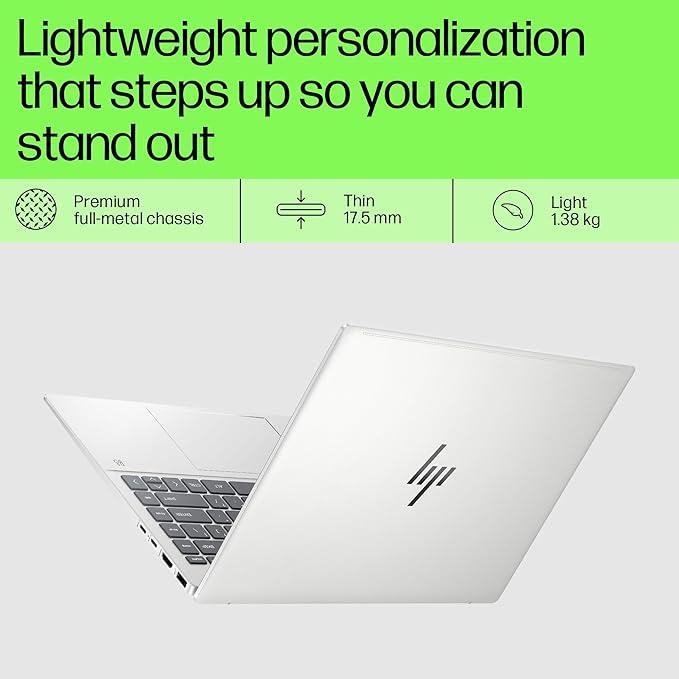 Lightweight personalization
that steps up so you can
stand out
Premium
full-metal chassis
Thin
17.5 mm
Light
1.38 kg
hp